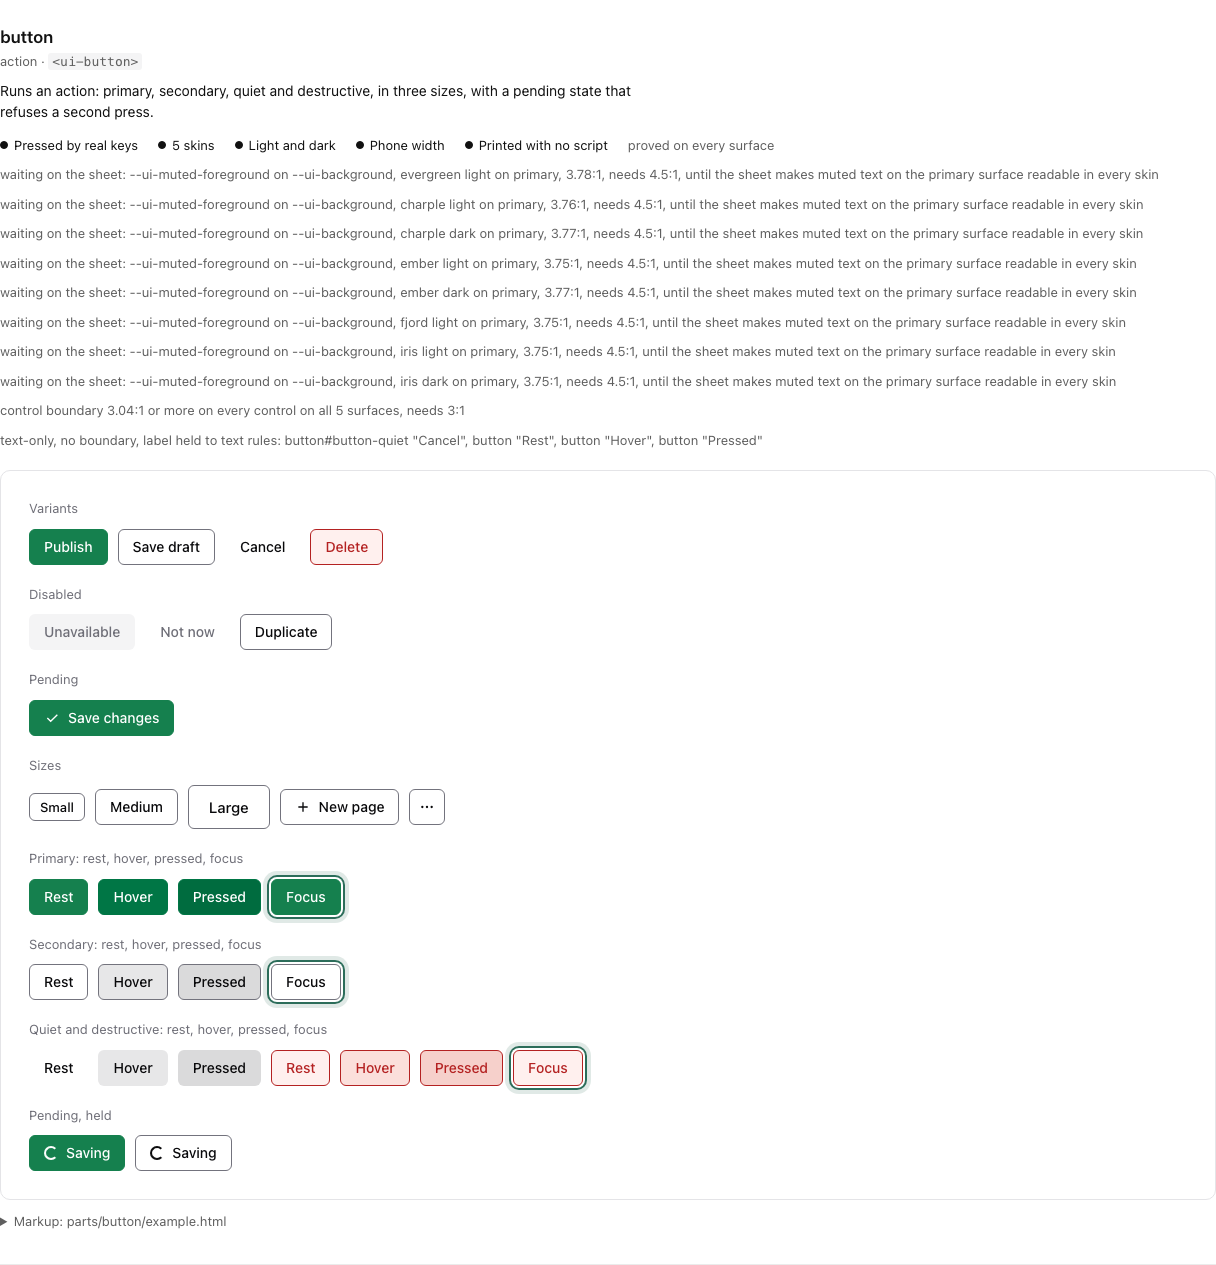 button
action · <ui-button>
Runs an action: primary, secondary, quiet and destructive, in three sizes, with a pending state that
refuses a second press.
Pressed by real keys 5 skins Light and dark Phone width Printed with no script proved on every surface
waiting on the sheet: --ui-muted-foreground on --ui-background, evergreen light on primary, 3.78:1, needs 4.5:1, until the sheet makes muted text on the primary surface readable in every skin
waiting on the sheet: --ui-muted-foreground on --ui-background, charple light on primary, 3.76:1, needs 4.5:1, until the sheet makes muted text on the primary surface readable in every skin
waiting on the sheet: --ui-muted-foreground on --ui-background, charple dark on primary, 3.77:1, needs 4.5:1, until the sheet makes muted text on the primary surface readable in every skin
waiting on the sheet: --ui-muted-foreground on --ui-background, ember light on primary, 3.75:1, needs 4.5:1, until the sheet makes muted text on the primary surface readable in every skin
waiting on the sheet: --ui-muted-foreground on --ui-background, ember dark on primary, 3.77:1, needs 4.5:1, until the sheet makes muted text on the primary surface readable in every skin
waiting on the sheet: --ui-muted-foreground on --ui-background, fjord light on primary, 3.75:1, needs 4.5:1, until the sheet makes muted text on the primary surface readable in every skin
waiting on the sheet: --ui-muted-foreground on --ui-background, iris light on primary, 3.75:1, needs 4.5:1, until the sheet makes muted text on the primary surface readable in every skin
waiting on the sheet: --ui-muted-foreground on --ui-background, iris dark on primary, 3.75:1, needs 4.5:1, until the sheet makes muted text on the primary surface readable in every skin
control boundary 3.04:1 or more on every control on all 5 surfaces, needs 3:1
text-only, no boundary, label held to text rules: button#button-quiet "Cancel", button "Rest", button "Hover", button "Pressed"
Variants
Publish Save draft Cancel Delete
Disabled
Unavailable Not now Duplicate
Pending
Save changes
Sizes
Small Medium Large New page
Primary: rest, hover, pressed, focus
Rest Hover Pressed Focus
Secondary: rest, hover, pressed, focus
Rest Hover Pressed Focus
Quiet and destructive: rest, hover, pressed, focus
Rest Hover Pressed Rest Hover Pressed Focus
Pending, held
Saving Saving
Markup: parts/button/example.html